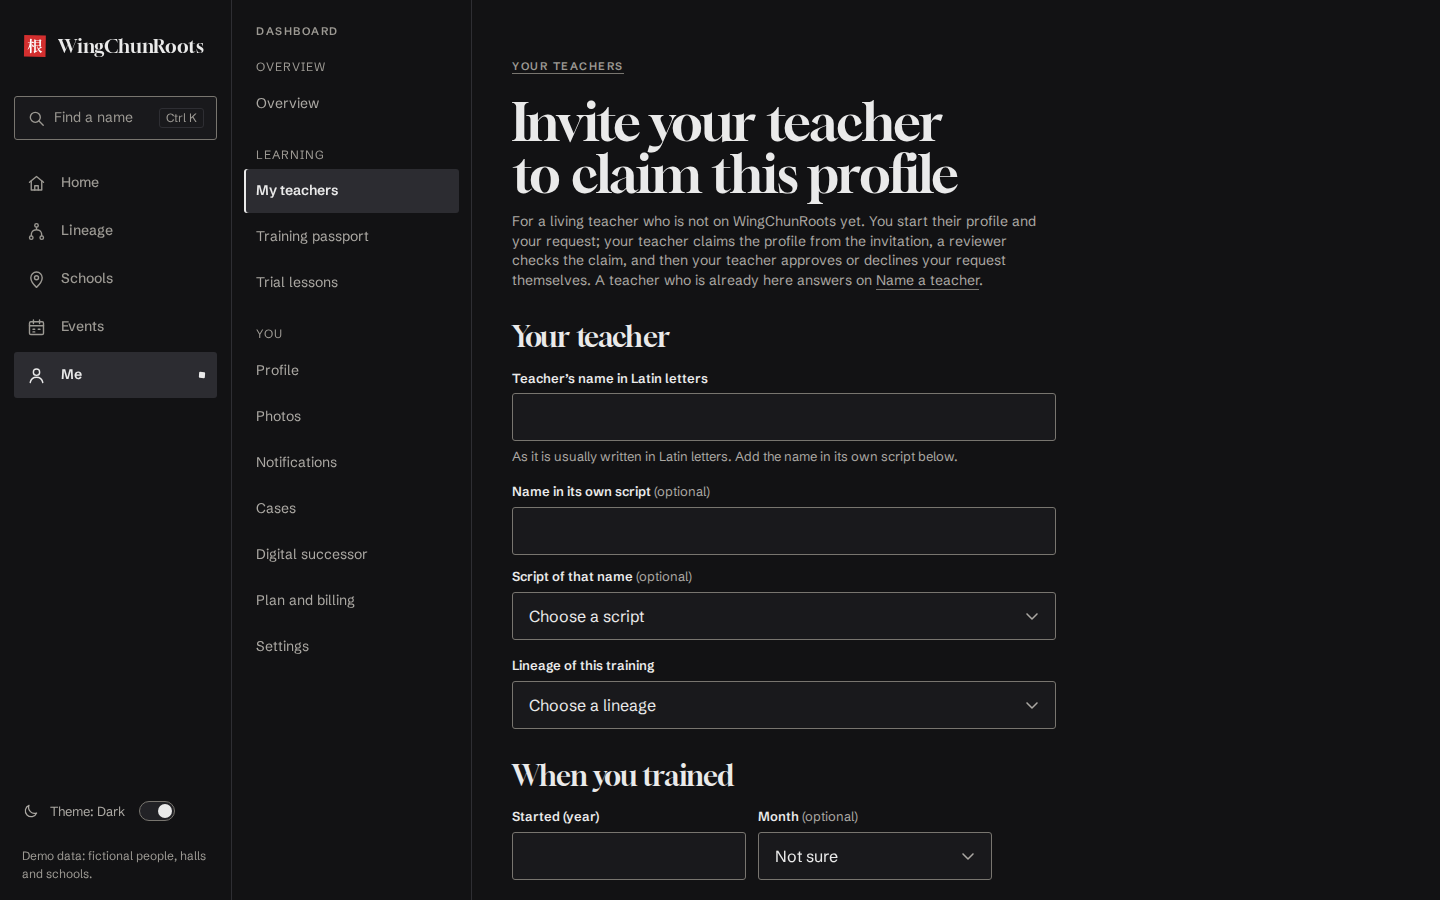 根 WingChunRoots
Find a name Ctrl K
Home
Lineage
Schools
Events
Me
Theme: Dark
Demo data: fictional people, halls
and schools.
DASHBOARD
OVERVIEW
Overview
LEARNING
My teachers
Training passport
Trial lessons
YOU
Profile
Photos
Notifications
Cases
Digital successor
Plan and billing
Settings
YOUR TEACHERS
Invite your teacher
to claim this profile
For a living teacher who is not on WingChunRoots yet. You start their profile and
your request; your teacher claims the profile from the invitation, a reviewer
checks the claim, and then your teacher approves or declines your request
themselves. A teacher who is already here answers on Name a teacher.
Your teacher
Teacher’s name in Latin letters
As it is usually written in Latin letters. Add the name in its own script below.
Name in its own script (optional)
Script of that name (optional)
Choose a script
Lineage of this training
Choose a lineage
When you trained
Started (year) Month (optional)
Not sure